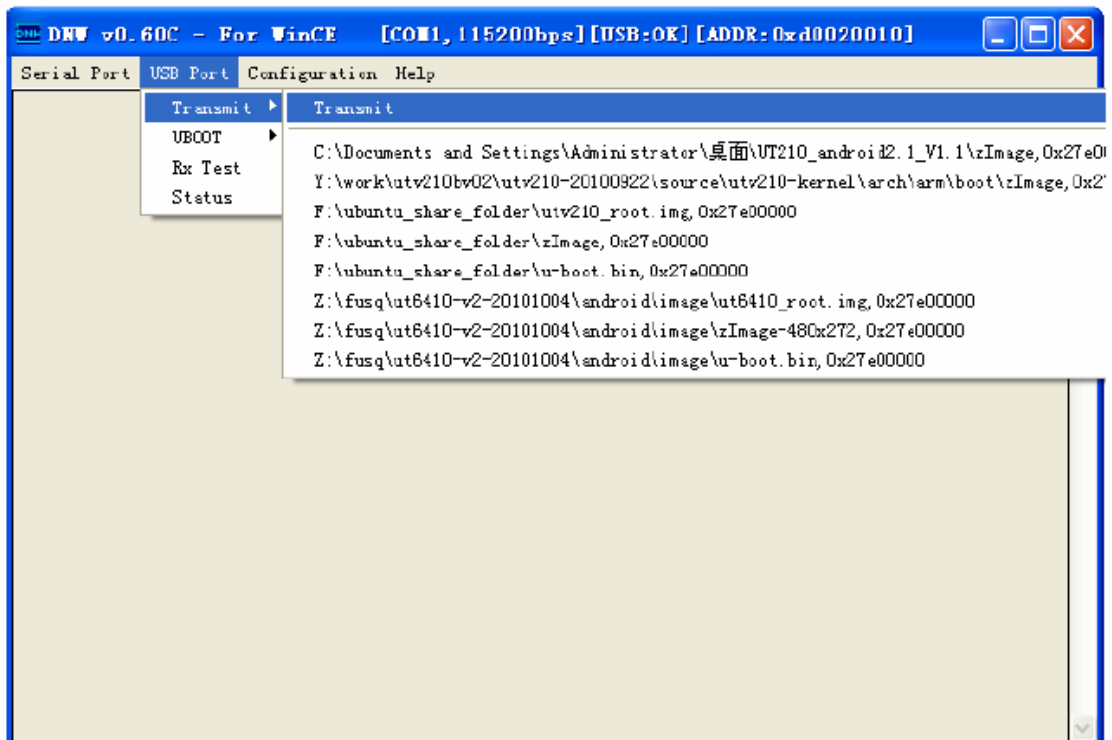 DNW v0.60C - For WinCE [COM1,115200bps][USB:OK][ADDR:0xd0020010]
Serial Port USB Port Configuration Help
Transmit
UBOOT
Rx Test
Status
Transmit
C:\Documents and Settings\Administrator\桌面\UT210_android2.1_V1.1\zImage,0x27e0
Y:\work\utv210bv02\utv210-20100922\source\utv210-kernel\arch\arm\boot\zImage,0x2
F:\ubuntu_share_folder\utv210_root.img,0x27e00000
F:\ubuntu_share_folder\zImage,0x27e00000
F:\ubuntu_share_folder\u-boot.bin,0x27e00000
Z:\fusq\ut6410-v2-20101004\android\image\ut6410_root.img,0x27e00000
Z:\fusq\ut6410-v2-20101004\android\image\zImage-480x272,0x27e00000
Z:\fusq\ut6410-v2-20101004\android\image\u-boot.bin,0x27e00000